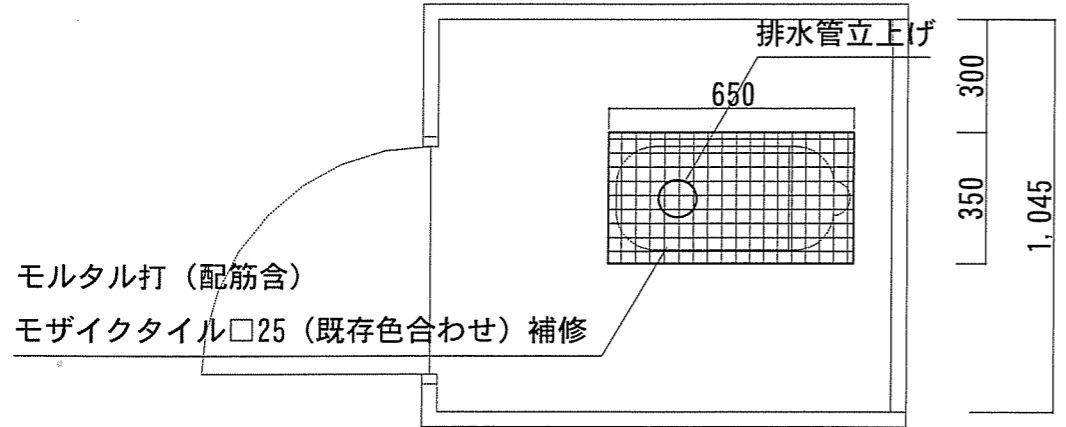 排水管立上げ
650
300
350
1,045
モルタル打（配筋含）
モザイクタイル□25（既存色合わせ）補修